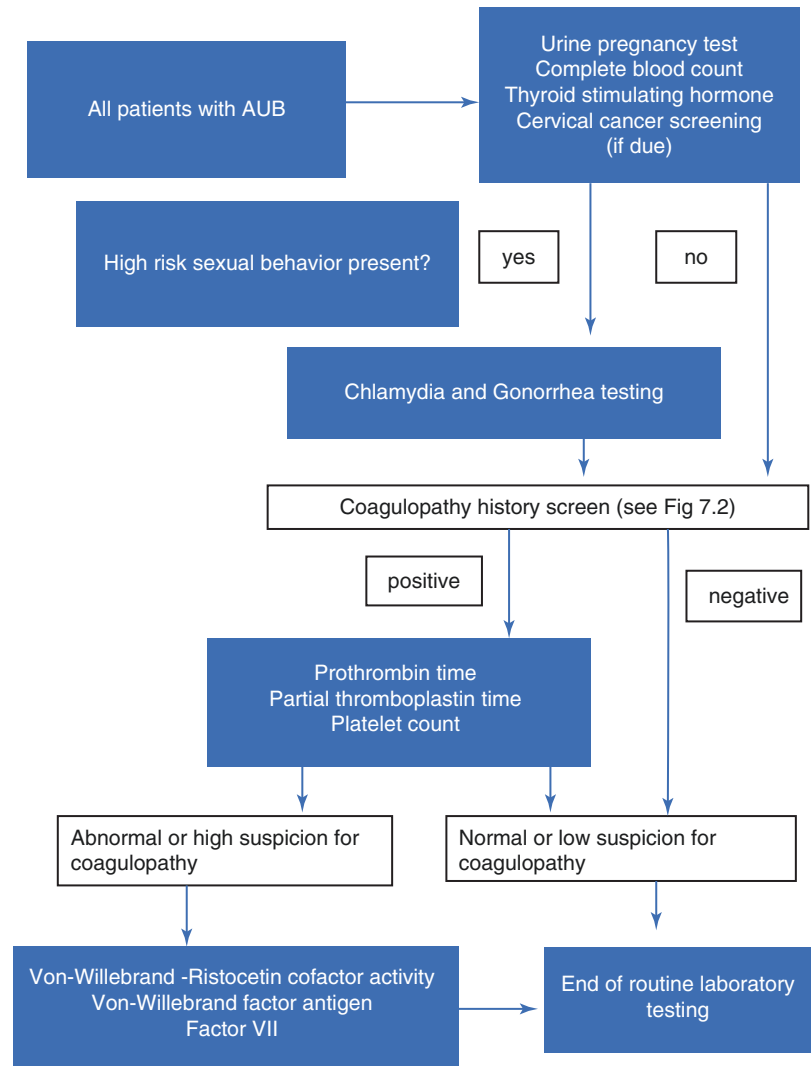 All patients with AUB
Urine pregnancy test
Complete blood count
Thyroid stimulating hormone
Cervical cancer screening
(if due)
High risk sexual behavior present?
yes
no
Chlamydia and Gonorrhea testing
Coagulopathy history screen (see Fig 7.2)
positive
negative
Prothrombin time
Partial thromboplastin time
Platelet count
Abnormal or high suspicion for
coagulopathy
Normal or low suspicion for
coagulopathy
Von-Willebrand -Ristocetin cofactor activity
Von-Willebrand factor antigen
Factor VII
End of routine laboratory
testing